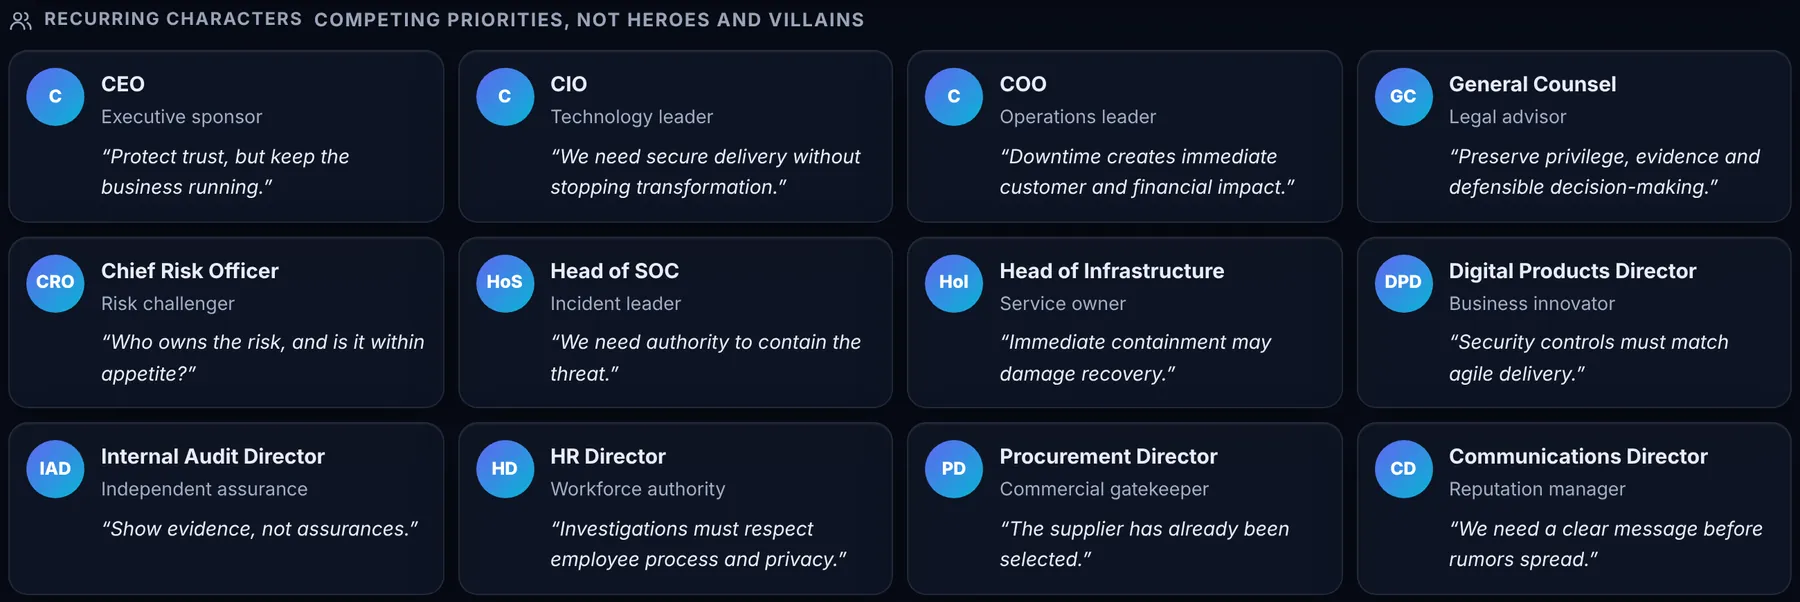 RECURRING CHARACTERS COMPETING PRIORITIES, NOT HEROES AND VILLAINS
C
CEO
Executive sponsor
“Protect trust, but keep the
business running.”
C
CIO
Technology leader
“We need secure delivery without
stopping transformation.”
C
COO
Operations leader
“Downtime creates immediate
customer and financial impact.”
GC
General Counsel
Legal advisor
“Preserve privilege, evidence and
defensible decision-making.”
CRO
Chief Risk Officer
Risk challenger
“Who owns the risk, and is it within
appetite?”
HoS
Head of SOC
Incident leader
“We need authority to contain the
threat.”
HoI
Head of Infrastructure
Service owner
“Immediate containment may
damage recovery.”
DPD
Digital Products Director
Business innovator
“Security controls must match
agile delivery.”
IAD
Internal Audit Director
Independent assurance
“Show evidence, not assurances.”
HD
HR Director
Workforce authority
“Investigations must respect
employee process and privacy.”
PD
Procurement Director
Commercial gatekeeper
“The supplier has already been
selected.”
CD
Communications Director
Reputation manager
“We need a clear message before
rumors spread.”